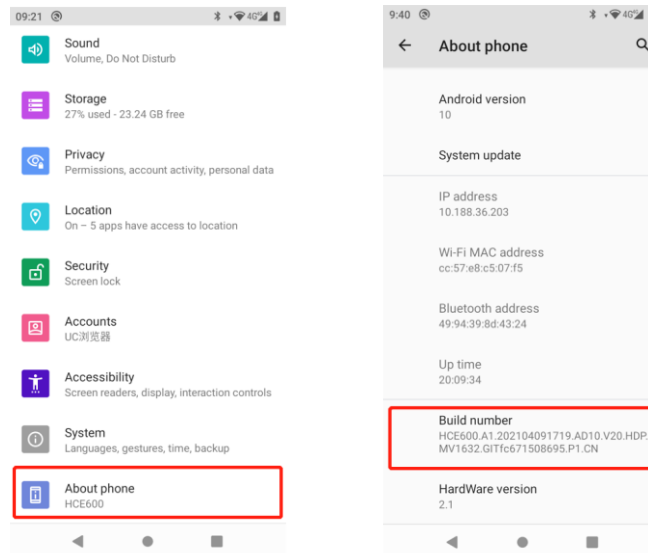 09:21
4G
Sound
Volume, Do Not Disturb
Storage
27% used - 23.24 GB free
Privacy
Permissions, account activity, personal data
Location
On – 5 apps have access to location
Security
Screen lock
Accounts
UC浏览器
Accessibility
Screen readers, display, interaction controls
System
Languages, gestures, time, backup
About phone
HCE600
9:40
4G
About phone
Android version
10
System update
IP address
10.188.36.203
Wi-Fi MAC address
cc:57:e8:c5:07:f5
Bluetooth address
49:94:39:8d:43:24
Up time
20:09:34
Build number
HCE600.A1.202104091719.AD10.V20.HDP.
MV1632.GITfc671508695.P1.CN
HardWare version
2.1